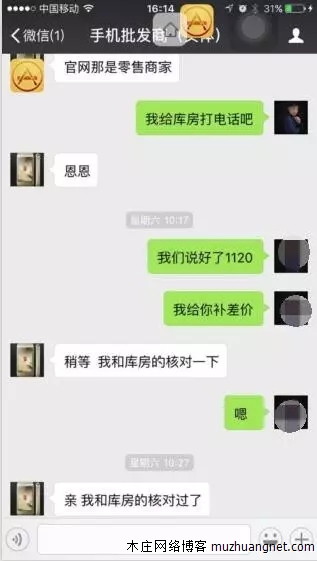 中国移动 16:14 31%
微信(1) 手机批发商
官网那是零售商家
我给库房打电话吧
恩恩
星期六 10:17
我们说好了1120
我给你补差价
稍等 我和库房的核对一下
嗯
星期六 10:27
亲 我和库房的核对过了
木庄网络博客 muzhuangnet.com